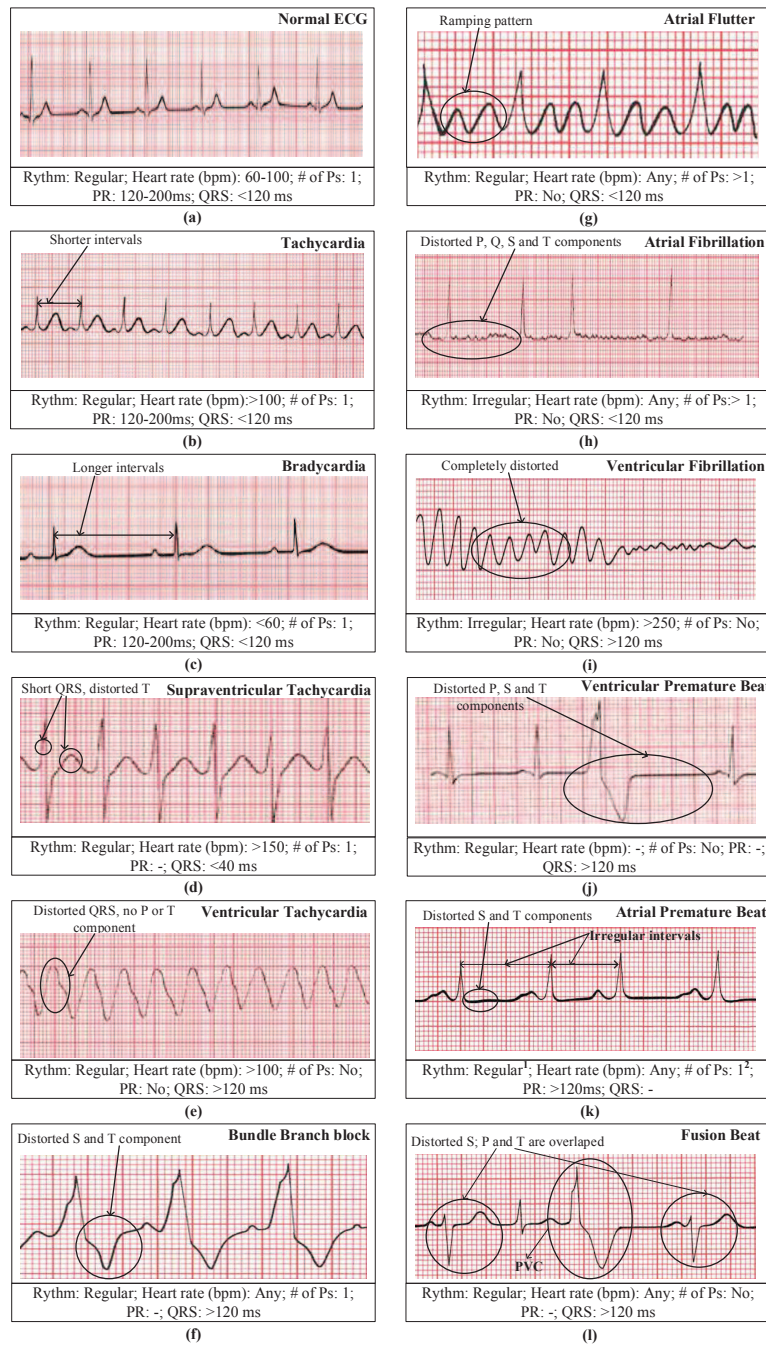 Normal ECG
Rythm: Regular; Heart rate (bpm): 60-100; # of Ps: 1;
PR: 120-200ms; QRS: <120 ms
(a)
Shorter intervals
Tachycardia
Rythm: Regular; Heart rate (bpm):>100; # of Ps: 1;
PR: 120-200ms; QRS: <120 ms
(b)
Longer intervals
Bradycardia
Rythm: Regular; Heart rate (bpm): <60; # of Ps: 1;
PR: 120-200ms; QRS: <120 ms
(c)
Short QRS, distorted T
Supraventricular Tachycardia
Rythm: Regular; Heart rate (bpm): >150; # of Ps: 1;
PR: -; QRS: <40 ms
(d)
Distorted QRS, no P or T
component
Ventricular Tachycardia
Rythm: Regular; Heart rate (bpm): >100; # of Ps: No;
PR: No; QRS: >120 ms
(e)
Distorted S and T component
Bundle Branch block
Rythm: Regular; Heart rate (bpm): Any; # of Ps: 1;
PR: -; QRS: >120 ms
(f)
Ramping pattern
Atrial Flutter
Rythm: Regular; Heart rate (bpm): Any; # of Ps: >1;
PR: No; QRS: <120 ms
(g)
Distorted P, Q, S and T components
Atrial Fibrillation
Rythm: Irregular; Heart rate (bpm): Any; # of Ps:> 1;
PR: No; QRS: <120 ms
(h)
Completely distorted
Ventricular Fibrillation
Rythm: Irregular; Heart rate (bpm): >250; # of Ps: No;
PR: No; QRS: >120 ms
(i)
Distorted P, S and T
components
Ventricular Premature Beat
Rythm: Regular; Heart rate (bpm): -; # of Ps: No; PR: -;
QRS: >120 ms
(j)
Distorted S and T components
Atrial Premature Beat
Irregular intervals
Rythm: Regular¹; Heart rate (bpm): Any; # of Ps: 1²;
PR: >120ms; QRS: -
(k)
Distorted S; P and T are overlaped
Fusion Beat
PVC
Rythm: Regular; Heart rate (bpm): Any; # of Ps: No;
PR: -; QRS: >120 ms
(l)